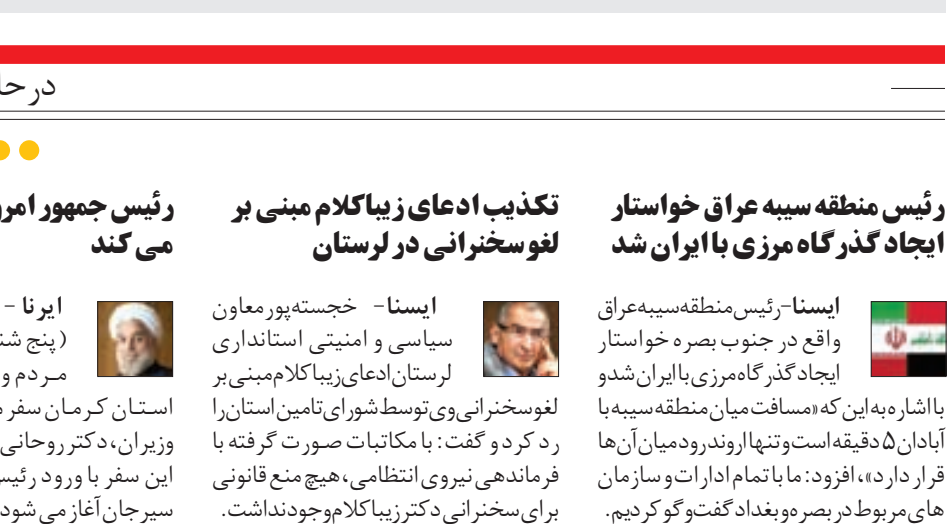 در حا
رئیس منطقه سیبه عراق خواستار
ایجاد گذرگاه مرزی با ایران شد
ایسنا-رئیس منطقه سیبه عراق
واقع در جنوب بصره خواستار
ایجاد گذرگاه مرزی با ایران شد و
با اشاره به این که «مسافت میان منطقه سیبه با
آبادان ۵ دقیقه است و تنها اروندرود میان آن ها
قرار دارد»، افزود: ما با تمام ادارات و سازمان
های مربوط در بصره و بغداد گفت و گو کردیم.
تکذیب ادعای زیباکلام مبنی بر
لغو سخنرانی در لرستان
ایسنا- خجسته پور معاون
سیاسی و امنیتی استانداری
لرستان ادعای زیباکلام مبنی بر
لغو سخنرانی وی توسط شورای تامین استان را
رد کرد و گفت: با مکاتبات صورت گرفته با
فرماندهی نیروی انتظامی، هیچ منع قانونی
برای سخنرانی دکتر زیباکلام وجود نداشت.
رئیس جمهور امرو
می کند
ایرنا -
(پنج شن
مردم و
استان کرمان سفر م
وزیران، دکتر روحانی
این سفر با ورود رئیس
سیرجان آغاز می شود